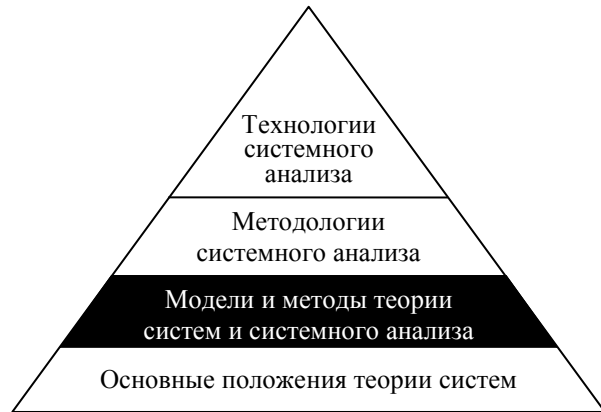 Технологии
системного
анализа
Методологии
системного анализа
Модели и методы теории
систем и системного анализа
Основные положения теории систем